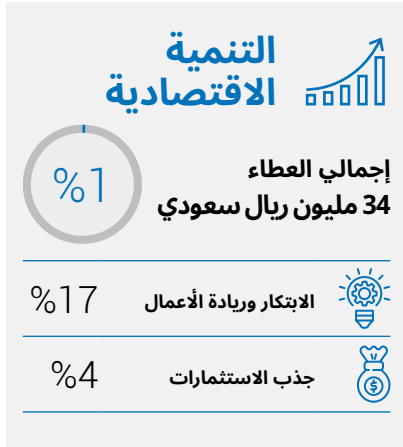 التنمية
الاقتصادية
%1
إجمالي العطاء
34 مليون ريال سعودي
الابتكار وريادة الأعمال %17
جذب الاستثمارات %4